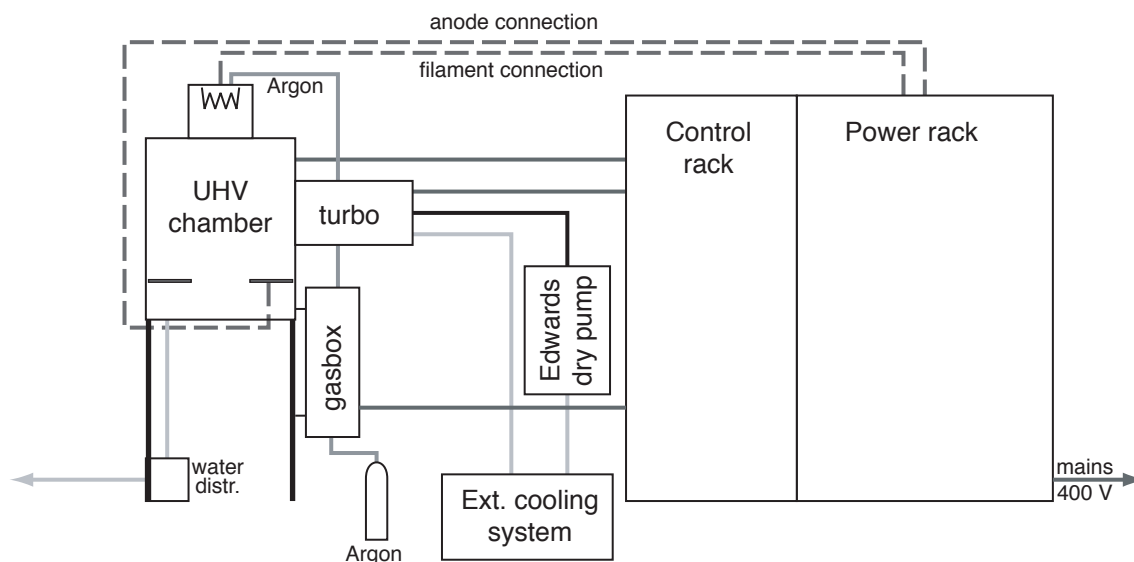 anode connection
filament connection
Argon
Control
rack
Power rack
UHV
chamber
turbo
Edwards
dry pump
gasbox
water
distr.
Ext. cooling
system
mains
400 V
Argon